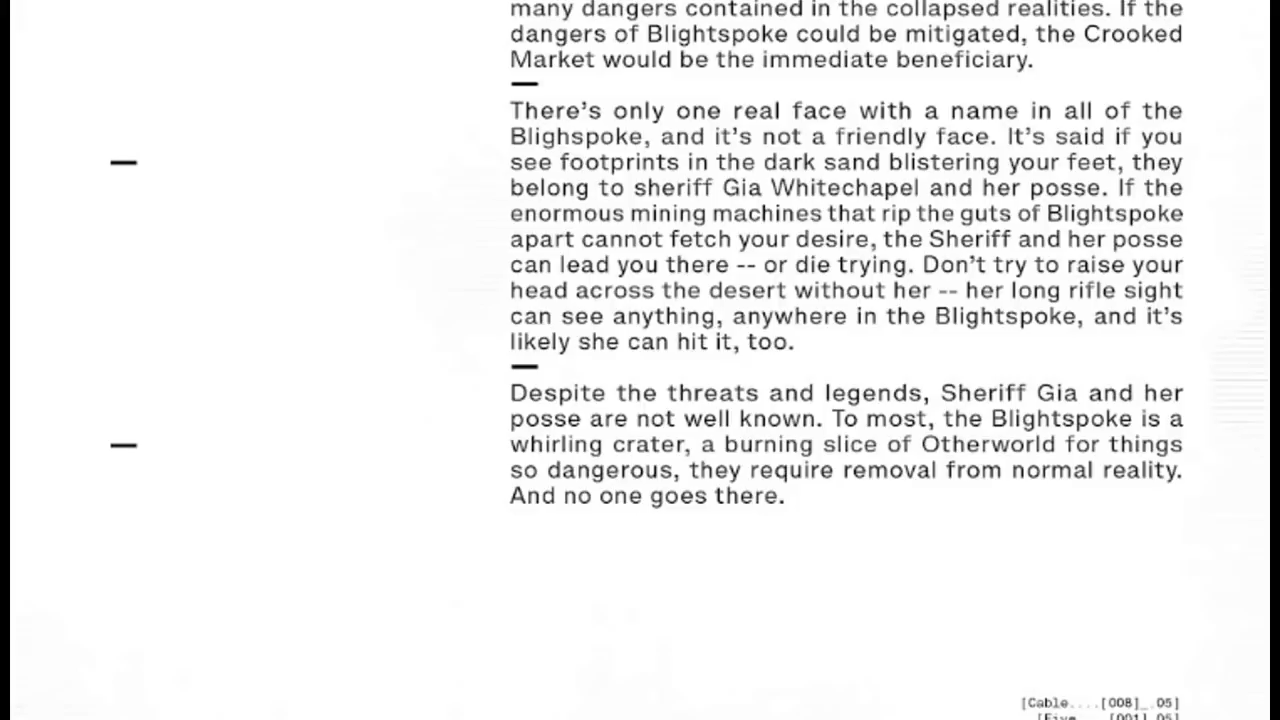 many dangers contained in the collapsed realities. If the
dangers of Blightspoke could be mitigated, the Crooked
Market would be the immediate beneficiary.
There's only one real face with a name in all of the
Blighspoke, and it's not a friendly face. It's said if you
see footprints in the dark sand blistering your feet, they
belong to sheriff Gia Whitechapel and her posse. If the
enormous mining machines that rip the guts of Blightspoke
apart cannot fetch your desire, the Sheriff and her posse
can lead you there -- or die trying. Don't try to raise your
head across the desert without her -- her long rifle sight
can see anything, anywhere in the Blightspoke, and it's
likely she can hit it, too.
Despite the threats and legends, Sheriff Gia and her
posse are not well known. To most, the Blightspoke is a
whirling crater, a burning slice of Otherworld for things
so dangerous, they require removal from normal reality.
And no one goes there.
[Cable....[008]_.05]
[Five....[001].05]